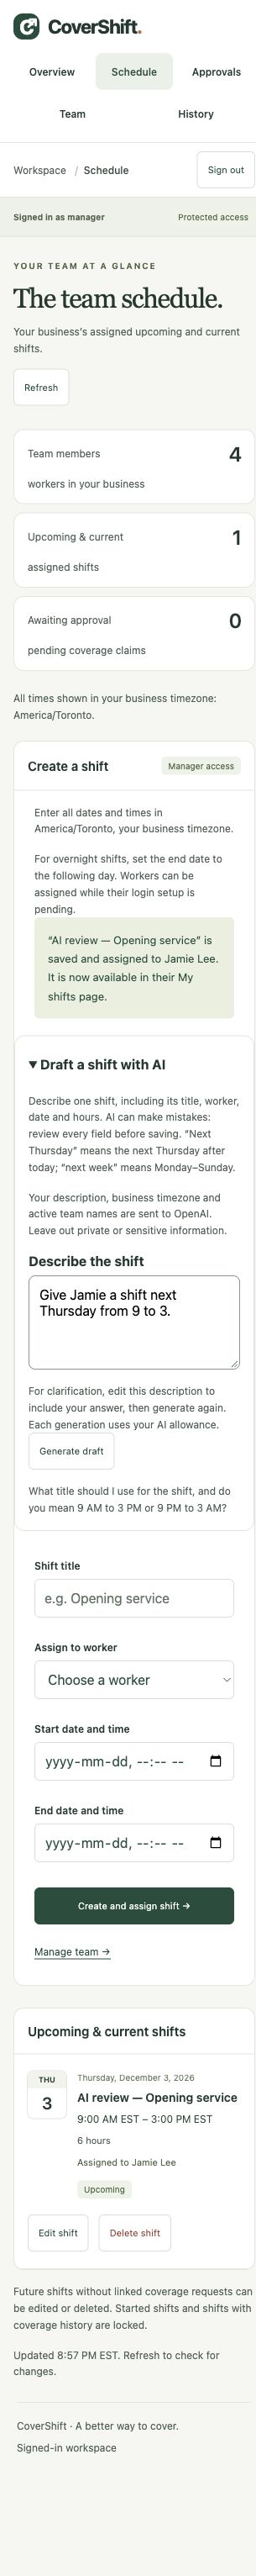 CoverShift.
Overview
Schedule
Approvals
Team
History
Workspace / Schedule
Sign out
Signed in as manager
Protected access
YOUR TEAM AT A GLANCE
The team schedule.
Your business's assigned upcoming and current
shifts.
Refresh
Team members
4
workers in your business
Upcoming & current
1
assigned shifts
Awaiting approval
0
pending coverage claims
All times shown in your business timezone:
America/Toronto.
Create a shift
Manager access
Enter all dates and times in
America/Toronto, your business timezone.
For overnight shifts, set the end date to
the following day. Workers can be
assigned while their login setup is
pending.
“AI review — Opening service” is
saved and assigned to Jamie Lee.
It is now available in their My
shifts page.
▼ Draft a shift with AI
Describe one shift, including its title, worker,
date and hours. AI can make mistakes:
review every field before saving. “Next
Thursday” means the next Thursday after
today; “next week” means Monday–Sunday.
Your description, business timezone and
active team names are sent to OpenAI.
Leave out private or sensitive information.
Describe the shift
Give Jamie a shift next
Thursday from 9 to 3.
For clarification, edit this description to
include your answer, then generate again.
Each generation uses your AI allowance.
Generate draft
What title should I use for the shift, and do
you mean 9 AM to 3 PM or 9 PM to 3 AM?
Shift title
e.g. Opening service
Assign to worker
Choose a worker
Start date and time
yyyy-mm-dd, --:-- --
End date and time
yyyy-mm-dd, --:-- --
Create and assign shift →
Manage team →
Upcoming & current shifts
THU
3
Thursday, December 3, 2026
AI review — Opening service
9:00 AM EST – 3:00 PM EST
6 hours
Assigned to Jamie Lee
Upcoming
Edit shift
Delete shift
Future shifts without linked coverage requests can
be edited or deleted. Started shifts and shifts with
coverage history are locked.
Updated 8:57 PM EST. Refresh to check for
changes.
CoverShift · A better way to cover.
Signed-in workspace